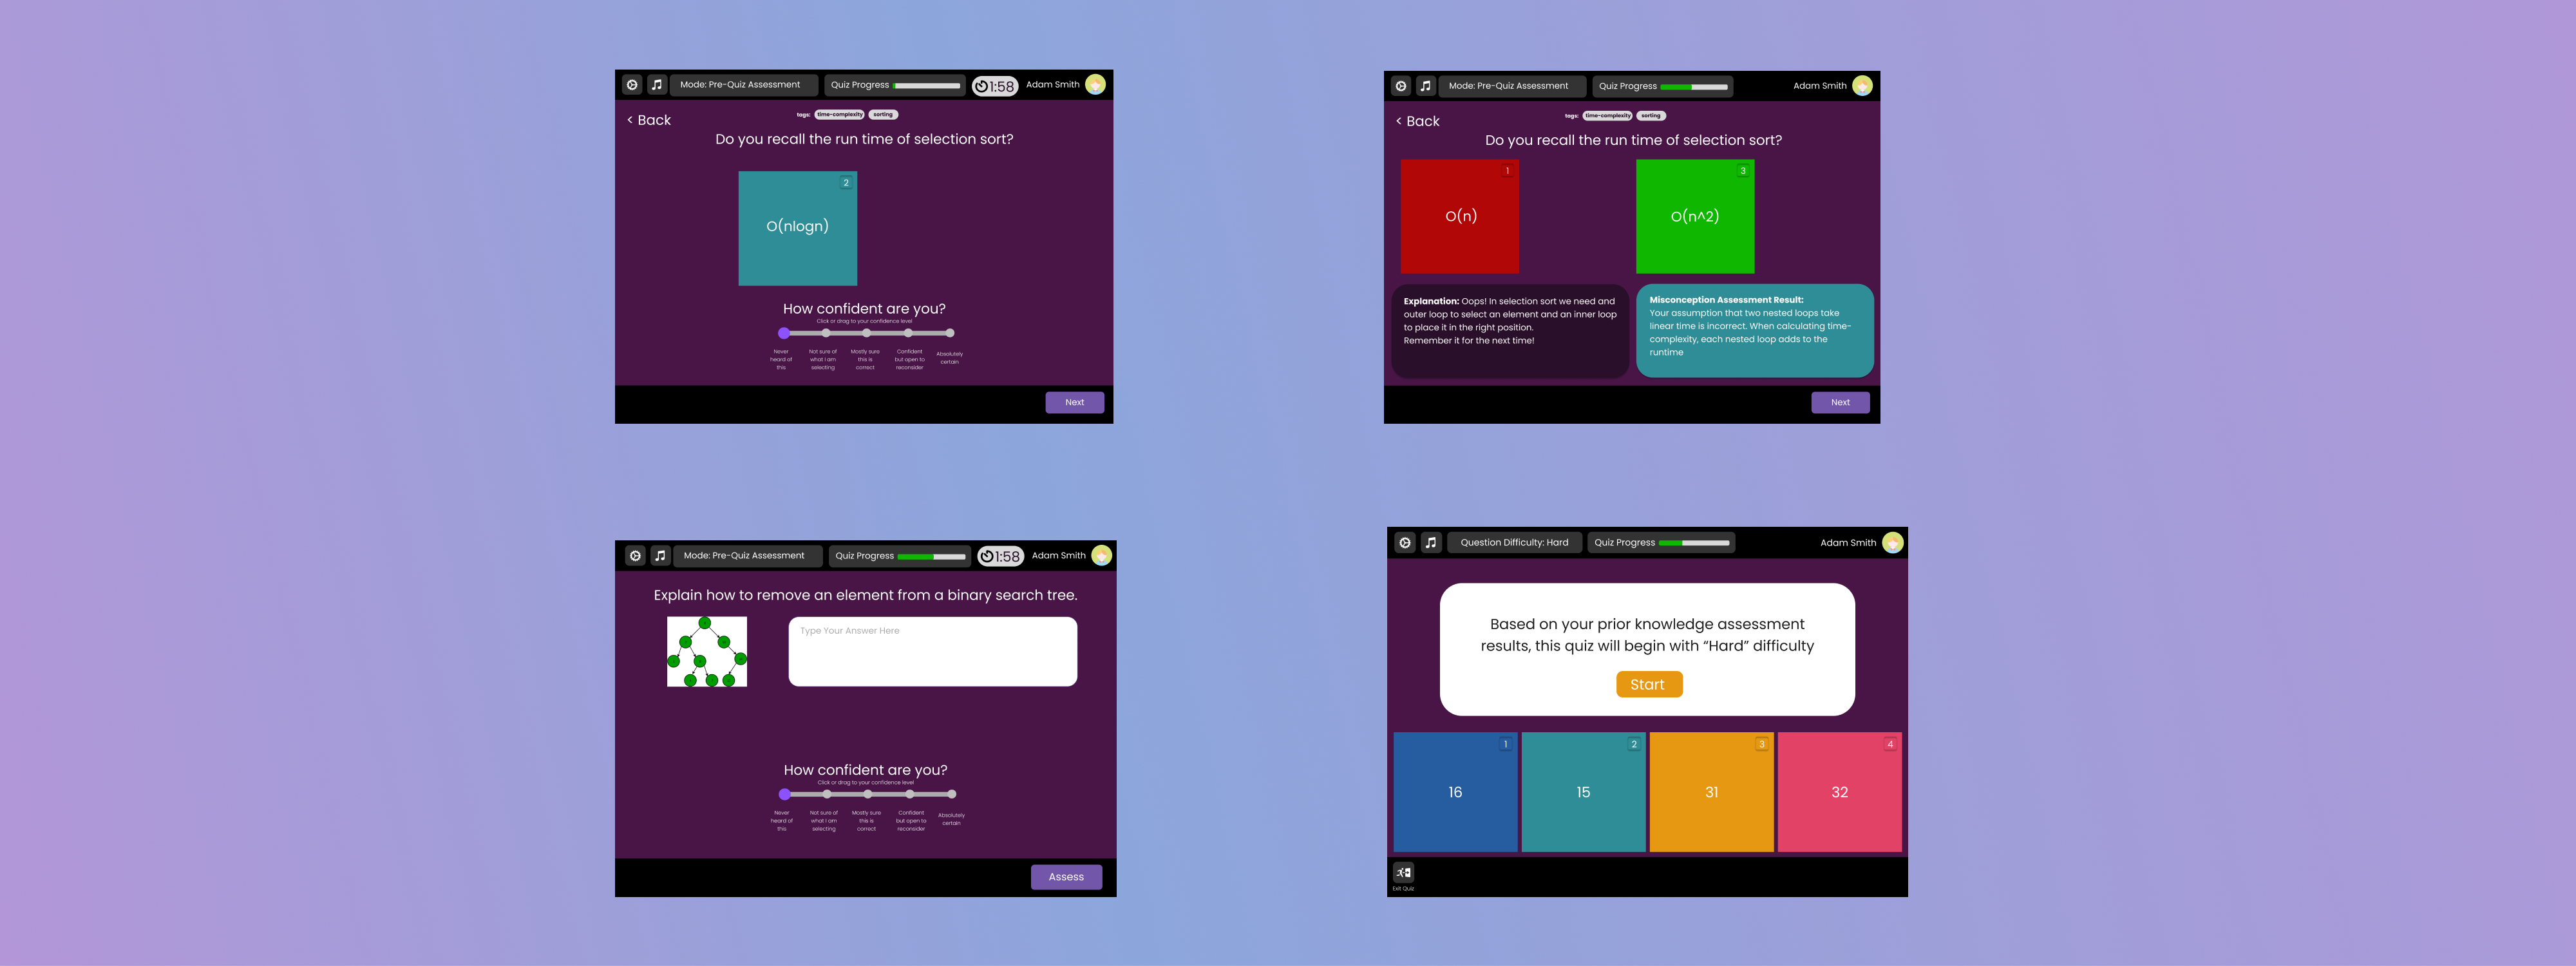 Mode: Pre-Quiz Assessment
Quiz Progress
1:58
Adam Smith
< Back
tags: time-complexity sorting
Do you recall the run time of selection sort?
2
O(nlogn)
How confident are you?
Click or drag to your confidence level
Never
heard of
this
Not sure of
what I am
selecting
Mostly sure
this is
correct
Confident
but open to
reconsider
Absolutely
certain
Next
Mode: Pre-Quiz Assessment
Quiz Progress
Adam Smith
< Back
tags: time-complexity sorting
Do you recall the run time of selection sort?
1
O(n)
3
O(n^2)
Explanation: Oops! In selection sort we need and
outer loop to select an element and an inner loop
to place it in the right position.
Remember it for the next time!
Misconception Assessment Result:
Your assumption that two nested loops take
linear time is incorrect. When calculating time-
complexity, each nested loop adds to the
runtime
Next
Mode: Pre-Quiz Assessment
Quiz Progress
1:58
Adam Smith
Explain how to remove an element from a binary search tree.
Type Your Answer Here
How confident are you?
Click or drag to your confidence level
Never
heard of
this
Not sure of
what I am
selecting
Mostly sure
this is
correct
Confident
but open to
reconsider
Absolutely
certain
Assess
Question Difficulty: Hard
Quiz Progress
Adam Smith
Based on your prior knowledge assessment
results, this quiz will begin with “Hard” difficulty
Start
1
16
2
15
3
31
4
32
Exit Quiz